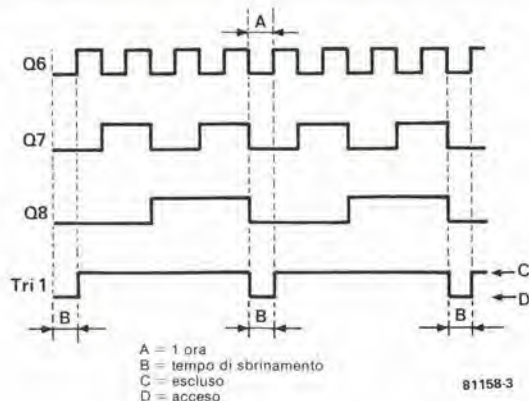 A
Q6
Q7
Q8
Tri 1
C
D
B
B
B
A = 1 ora
B = tempo di sbrinamento
C = escluso
D = acceso
81158-3